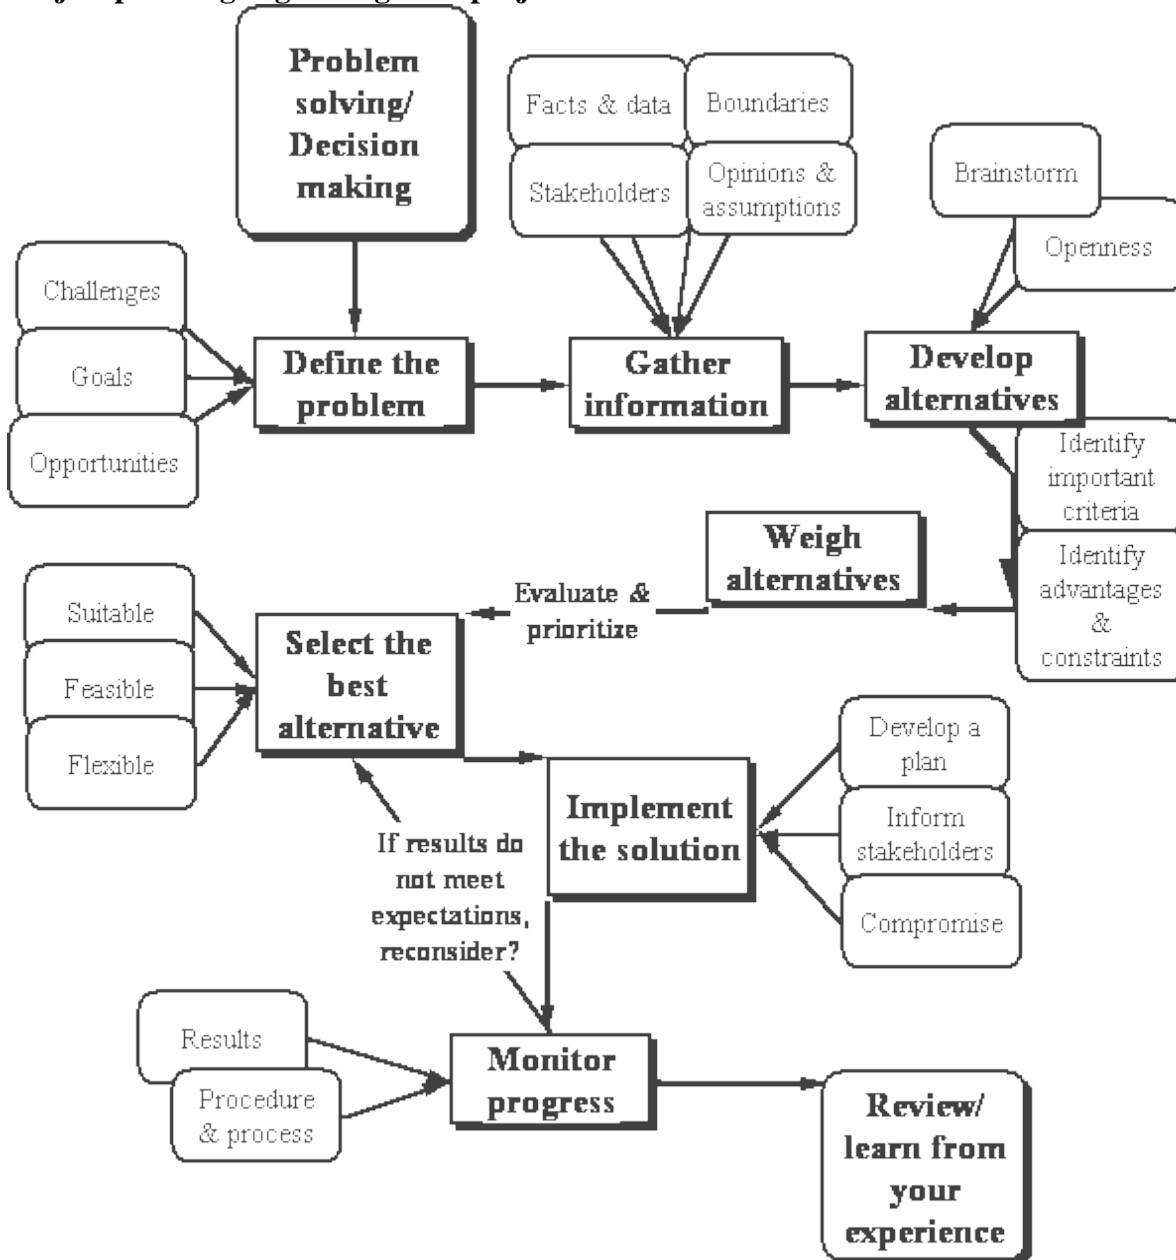 Problem
solving/
Decision
making
Facts & data
Boundaries
Stakeholders
Opinions &
assumptions
Brainstorm
Openness
Challenges
Goals
Opportunities
Define the
problem
Gather
information
Develop
alternatives
Identify
important
criteria
Identify
advantages
&
constraints
Weigh
alternatives
Evaluate &
prioritize
Suitable
Feasible
Flexible
Select the
best
alternative
Implement
the solution
Develop a
plan
Inform
stakeholders
Compromise
If results do
not meet
expectations,
reconsider?
Results
Procedure
& process
Monitor
progress
Review/
learn from
your
experience